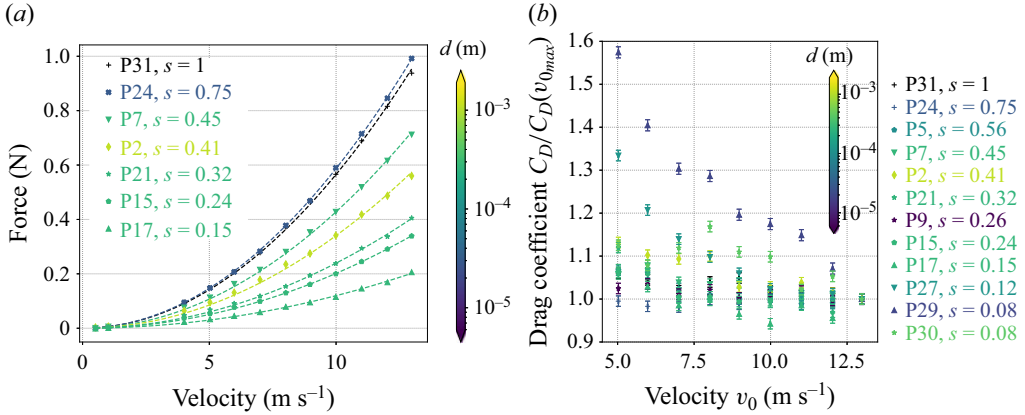 (a)
Force (N)
1.0
0.8
0.6
0.4
0.2
0
0
5
10
Velocity (m s⁻¹)
P31, s = 1
P24, s = 0.75
P7, s = 0.45
P2, s = 0.41
P21, s = 0.32
P15, s = 0.24
P17, s = 0.15
d (m)
10⁻³
10⁻⁴
10⁻⁵
(b)
Drag coefficient C_D/C_D(v_{0max})
1.6
1.5
1.4
1.3
1.2
1.1
1.0
0.9
5.0
7.5
10.0
12.5
Velocity v₀ (m s⁻¹)
d (m)
10⁻³
10⁻⁴
10⁻⁵
P31, s = 1
P24, s = 0.75
P5, s = 0.56
P7, s = 0.45
P2, s = 0.41
P21, s = 0.32
P9, s = 0.26
P15, s = 0.24
P17, s = 0.15
P27, s = 0.12
P29, s = 0.08
P30, s = 0.08